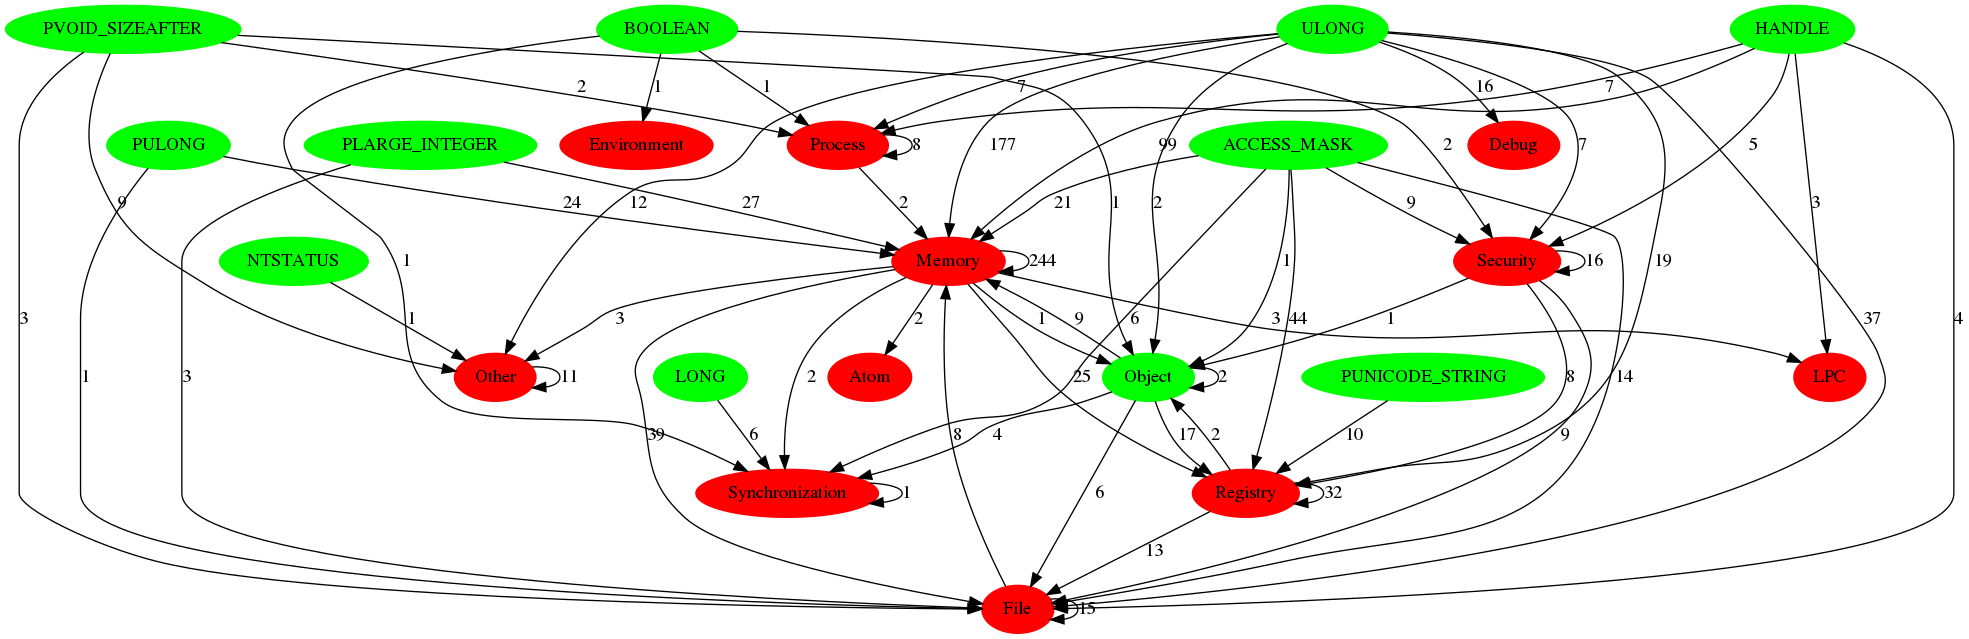 PVOID_SIZEAFTER BOOLEAN ULONG HANDLE
2 1 1 7 16 7
PULONG PLARGE_INTEGER Environment Process 8 177 99 ACCESS_MASK 2 Debug 7 5
9 24 12 27 2 21 1 2 9 3
NTSTATUS 1 Memory 244 1 Security 16 19
3 1 3 2 1 9 3 6 44 1 37 4
1 3 Other 11 LONG 2 Atom 25 Object 2 PUNICODE_STRING 8 14 LPC
6 39 8 4 17 2 10 9
Synchronization 1 6 Registry 32
13
File 15